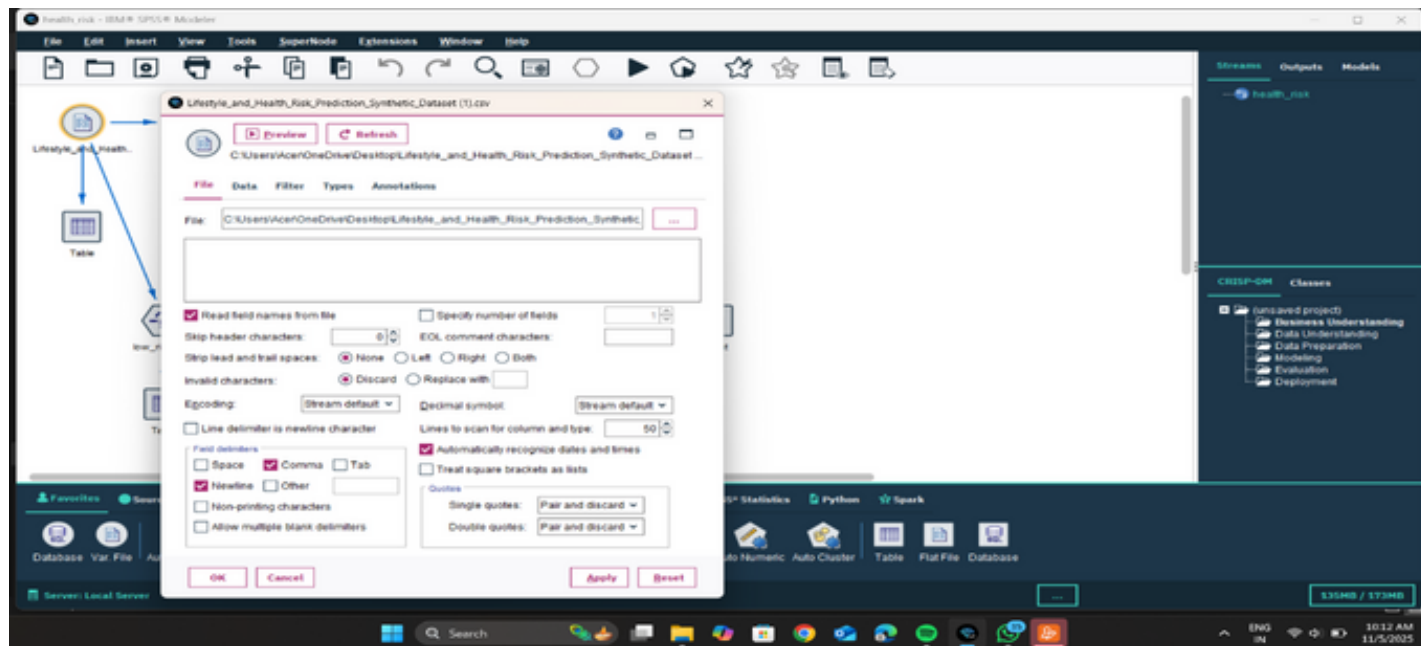 health_risk - IBM® SPSS® Modeler
File Edit Insert View Tools SuperNode Extensions Window Help
Streams Outputs Models
health_risk
Lifestyle_and_Health_Risk_Prediction_Synthetic_Dataset (1).csv
Preview Refresh
C:\Users\Acer\OneDrive\Desktop\Lifestyle_and_Health_Risk_Prediction_Synthetic_Dataset ...
Lifestyle_and_Health..
File Data Filter Types Annotations
File: C:\Users\Acer\OneDrive\Desktop\Lifestyle_and_Health_Risk_Prediction_Synthetic_ ...
Table
CRISP-DM Classes
(unsaved project)
Business Understanding
Data Understanding
Data Preparation
Modeling
Evaluation
Deployment
Read field names from file Specify number of fields 1
Skip header characters: 0 EOL comment characters:
Strip lead and trail spaces: None Left Right Both
Invalid characters: Discard Replace with
Encoding: Stream default Decimal symbol: Stream default
Line delimiter is newline character Lines to scan for column and type: 50
Field delimiters Automatically recognize dates and times
Space Comma Tab Treat square brackets as lists
Newline Other Quotes
Non-printing characters Single quotes: Pair and discard
Allow multiple blank delimiters Double quotes: Pair and discard
OK Cancel Apply Reset
Favorites Statistics Python Spark
Database Var. File Auto Cluster Table Flat File Database
Server: Local Server ... 535MB / 573MB
Search
ENG 10:12 AM
IN 11/5/2025